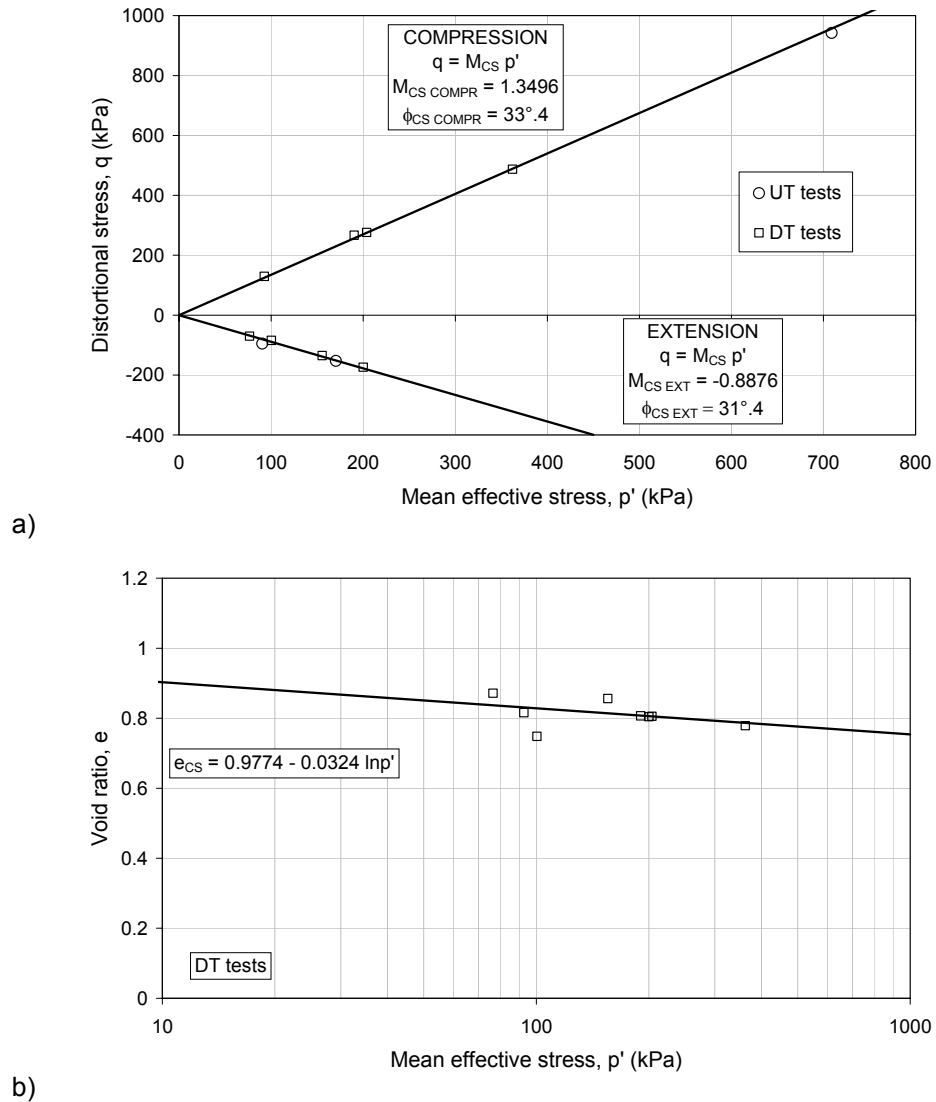 1000
800
600
400
200
0
-200
-400
Distortional stress, q (kPa)
COMPRESSION
q = M_CS p'
M_CS COMPR = 1.3496
ϕ_CS COMPR = 33°.4
UT tests
DT tests
EXTENSION
q = M_CS p'
M_CS EXT = -0.8876
ϕ_CS EXT = 31°.4
0 100 200 300 400 500 600 700 800
Mean effective stress, p' (kPa)
a)
1.2
1
0.8
0.6
0.4
0.2
0
Void ratio, e
e_CS = 0.9774 - 0.0324 lnp'
DT tests
10 100 1000
Mean effective stress, p' (kPa)
b)